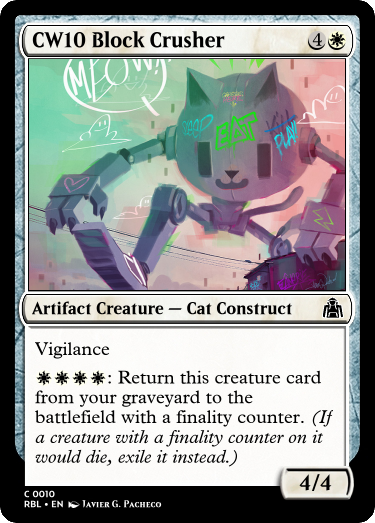 CW10 Block Crusher 4
MEOW!
PLAY
Artifact Creature — Cat Construct
Vigilance
: Return this creature card
from your graveyard to the
battlefield with a finality counter. (If
a creature with a finality counter on it
would die, exile it instead.)
4/4
C 0010
RBL • EN Javier G. Pacheco